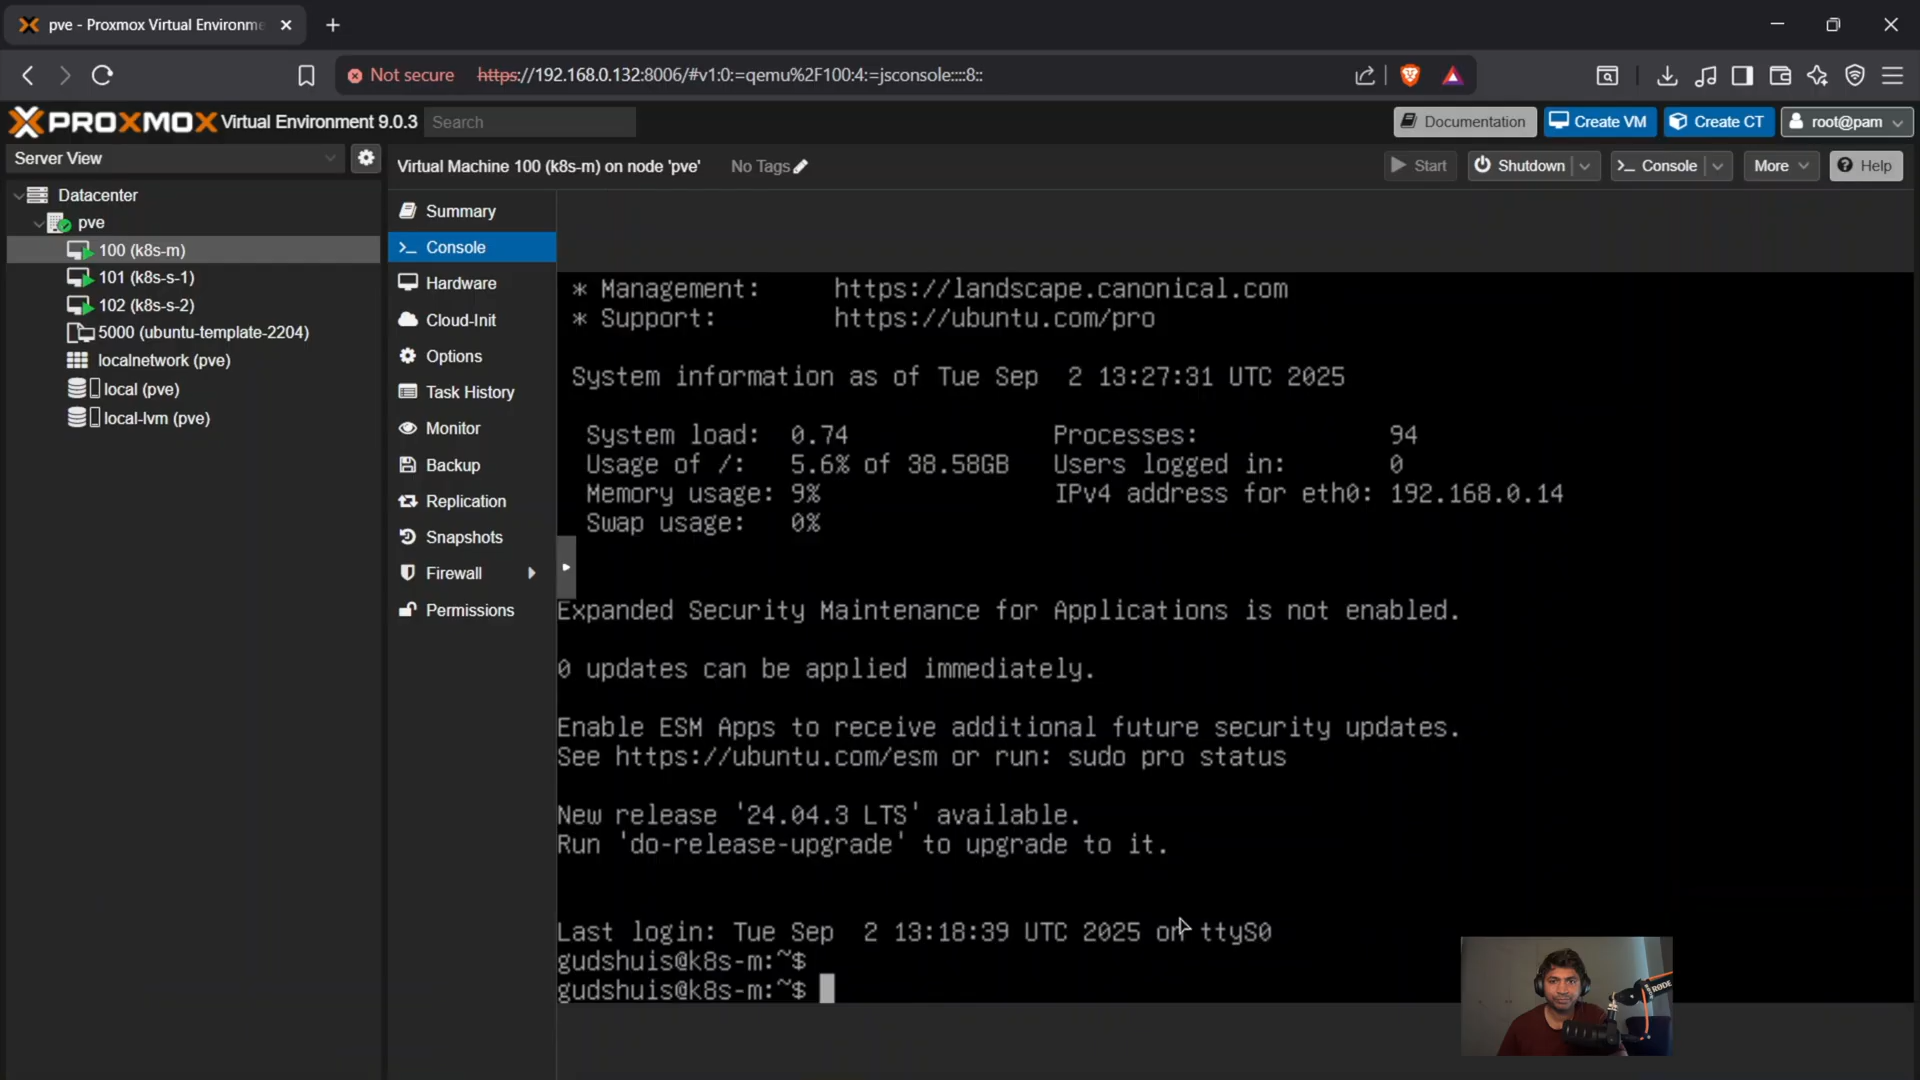 pve - Proxmox Virtual Environme
Not secure https://192.168.0.132:8006/#v1:0:=qemu%2F100:4:=jsconsole::::8::
PROXMOX Virtual Environment 9.0.3 Search Documentation Create VM Create CT root@pam
Server View Virtual Machine 100 (k8s-m) on node 'pve' No Tags Start Shutdown Console More Help
Datacenter
pve
100 (k8s-m)
101 (k8s-s-1)
102 (k8s-s-2)
5000 (ubuntu-template-2204)
localnetwork (pve)
local (pve)
local-lvm (pve)
Summary
Console
Hardware
Cloud-Init
Options
Task History
Monitor
Backup
Replication
Snapshots
Firewall
Permissions
* Management: https://landscape.canonical.com
* Support: https://ubuntu.com/pro
System information as of Tue Sep 2 13:27:31 UTC 2025
System load: 0.74 Processes: 94
Usage of /: 5.6% of 38.58GB Users logged in: 0
Memory usage: 9% IPv4 address for eth0: 192.168.0.14
Swap usage: 0%
Expanded Security Maintenance for Applications is not enabled.
0 updates can be applied immediately.
Enable ESM Apps to receive additional future security updates.
See https://ubuntu.com/esm or run: sudo pro status
New release '24.04.3 LTS' available.
Run 'do-release-upgrade' to upgrade to it.
Last login: Tue Sep 2 13:18:39 UTC 2025 on ttyS0
gudshuis@k8s-m:~$
gudshuis@k8s-m:~$
RODE